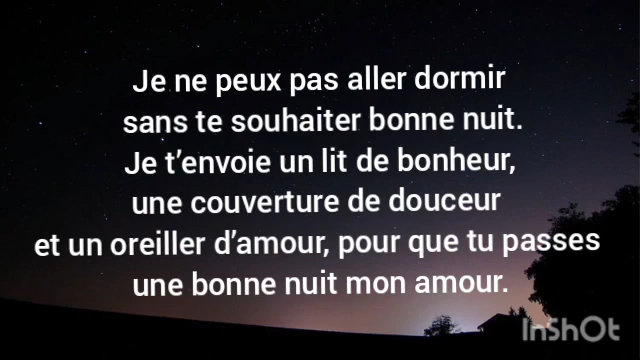 Je ne peux pas aller dormir
sans te souhaiter bonne nuit.
Je t’envoie un lit de bonheur,
une couverture de douceur
et un oreiller d’amour, pour que tu passes
une bonne nuit mon amour.
InShOt